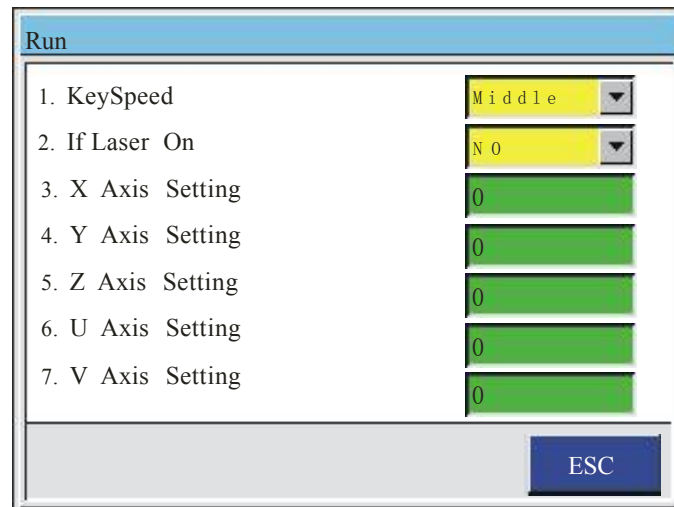 Run
1. KeySpeed Middle
2. If Laser On NO
3. X Axis Setting 0
4. Y Axis Setting 0
5. Z Axis Setting 0
6. U Axis Setting 0
7. V Axis Setting 0
ESC